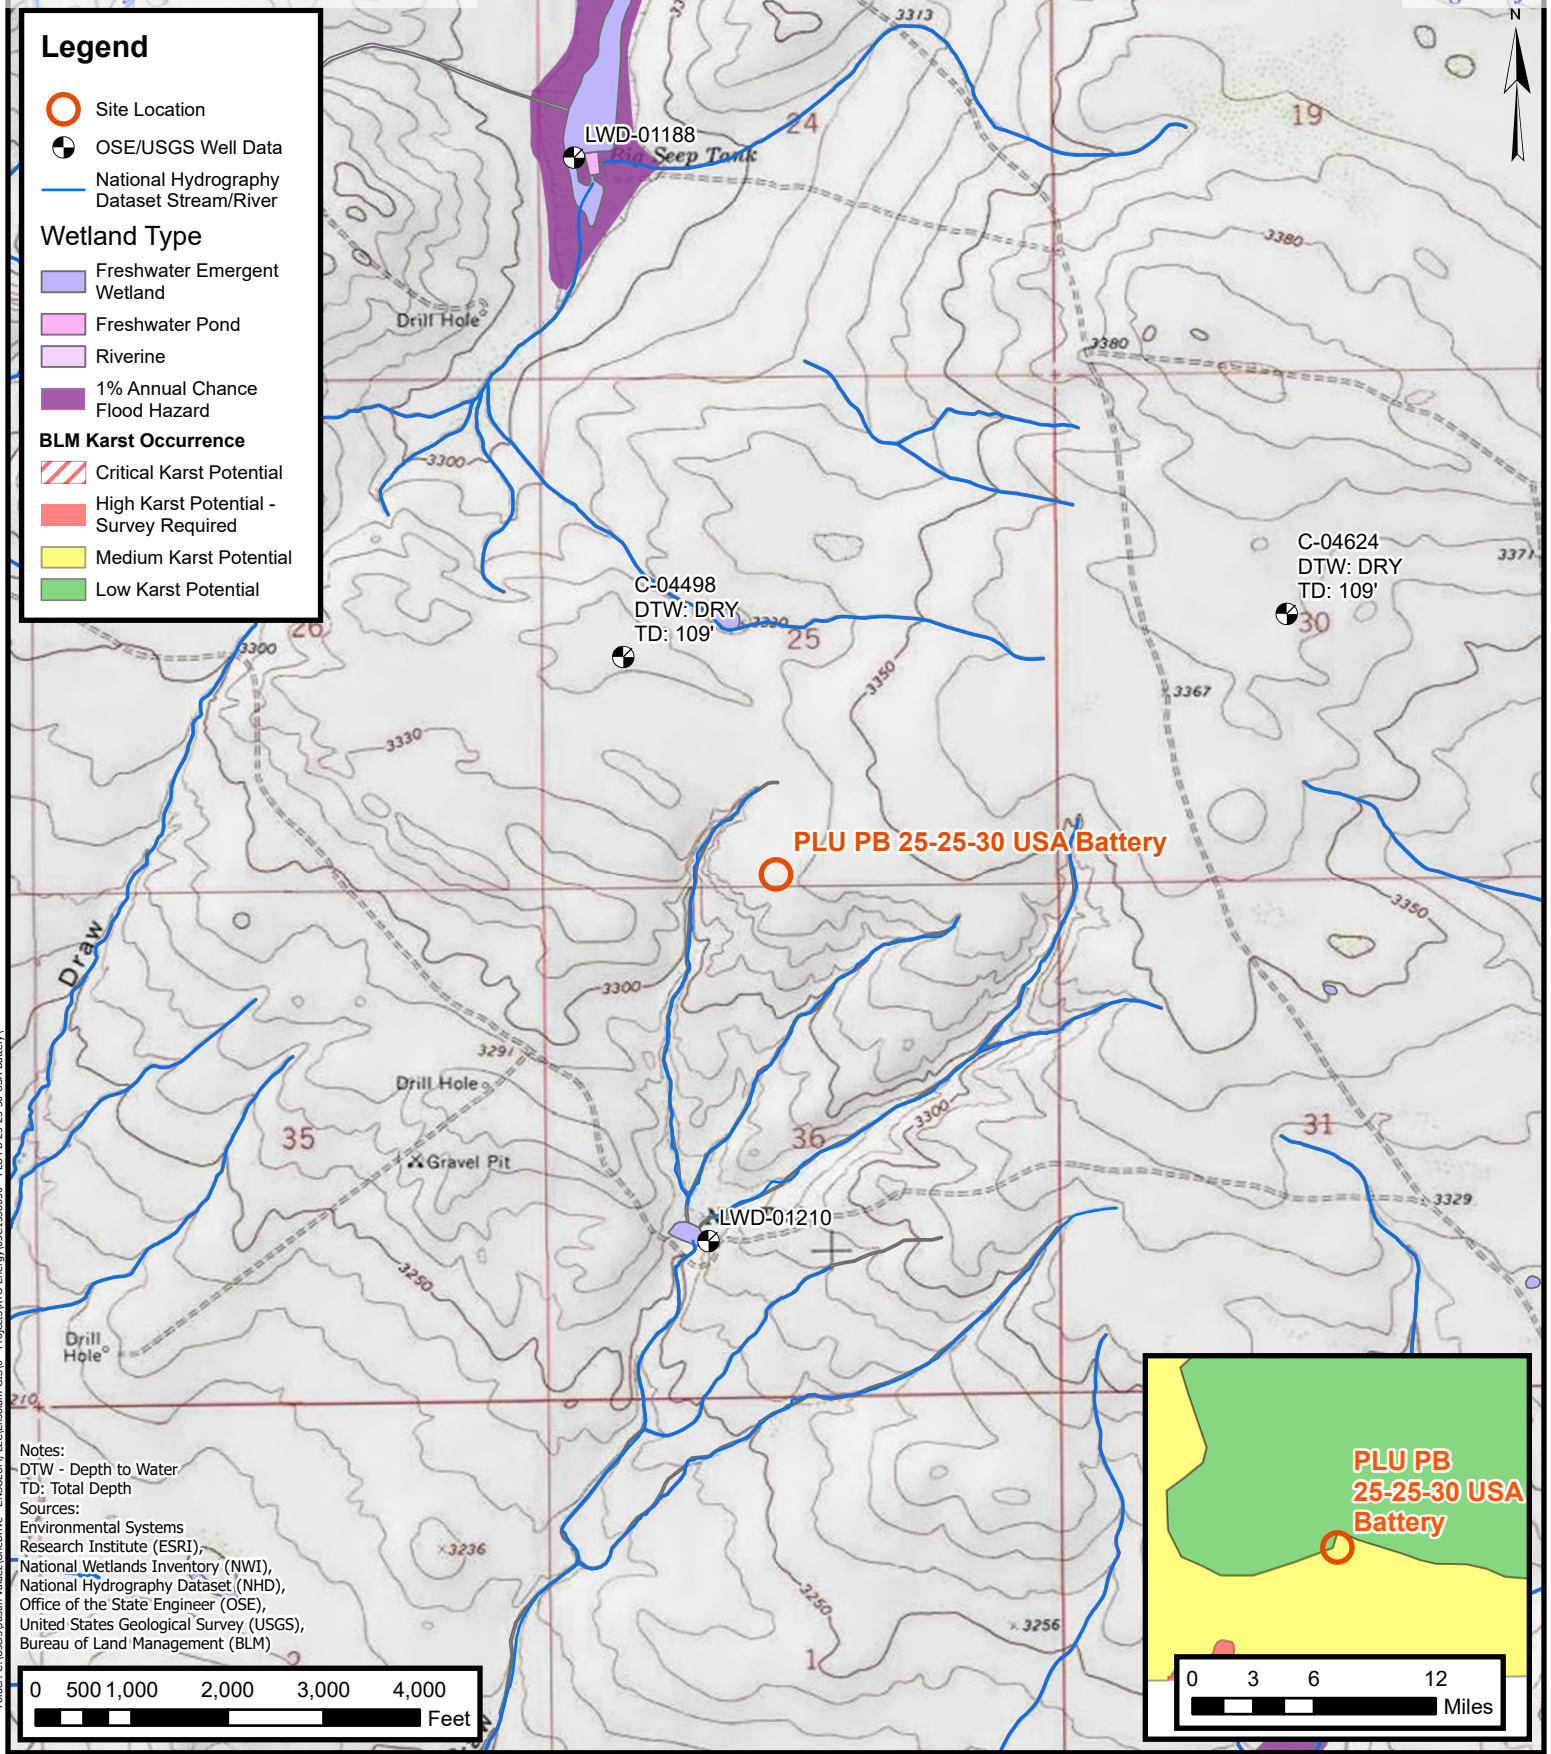 Legend
Site Location
OSE/USGS Well Data
National Hydrography
Dataset Stream/River
Wetland Type
Freshwater Emergent
Wetland
Freshwater Pond
Riverine
1% Annual Chance
Flood Hazard
BLM Karst Occurrence
Critical Karst Potential
High Karst Potential -
Survey Required
Medium Karst Potential
Low Karst Potential
N
3313
24
19
LWD-01188
Big Seep Tank
3380
Drill Hole
3380
3300
3371
C-04624
DTW: DRY
TD: 109'
30
C-04498
DTW: DRY
TD: 109'
3330
25
26
3300
3350
3367
3330
PLU PB 25-25-30 USA Battery
3350
Draw
3300
3291
Drill Hole
3300
35
36
31
Gravel Pit
3329
LWD-01210
3250
Drill
Hole
PLU PB
25-25-30 USA
Battery
3236
3250
3256
1
Notes:
DTW - Depth to Water
TD: Total Depth
Sources:
Environmental Systems
Research Institute (ESRI),
National Wetlands Inventory (NWI),
National Hydrography Dataset (NHD),
Office of the State Engineer (OSE),
United States Geological Survey (USGS),
Bureau of Land Management (BLM)
0 500 1,000 2,000 3,000 4,000
Feet
0 3 6 12
Miles